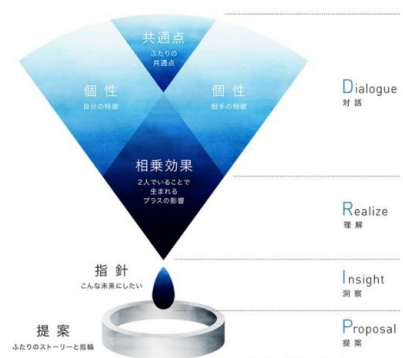 共通点
ふたりの
共通点
個性
自分の特徴
個性
相手の特徴
相乗効果
2人でいることで
生まれる
プラスの影響
Dialogue
対話
Realize
理解
指針
こんな未来にしたい
Insight
洞察
提案
ふたりのストーリーと指輪
Proposal
提案